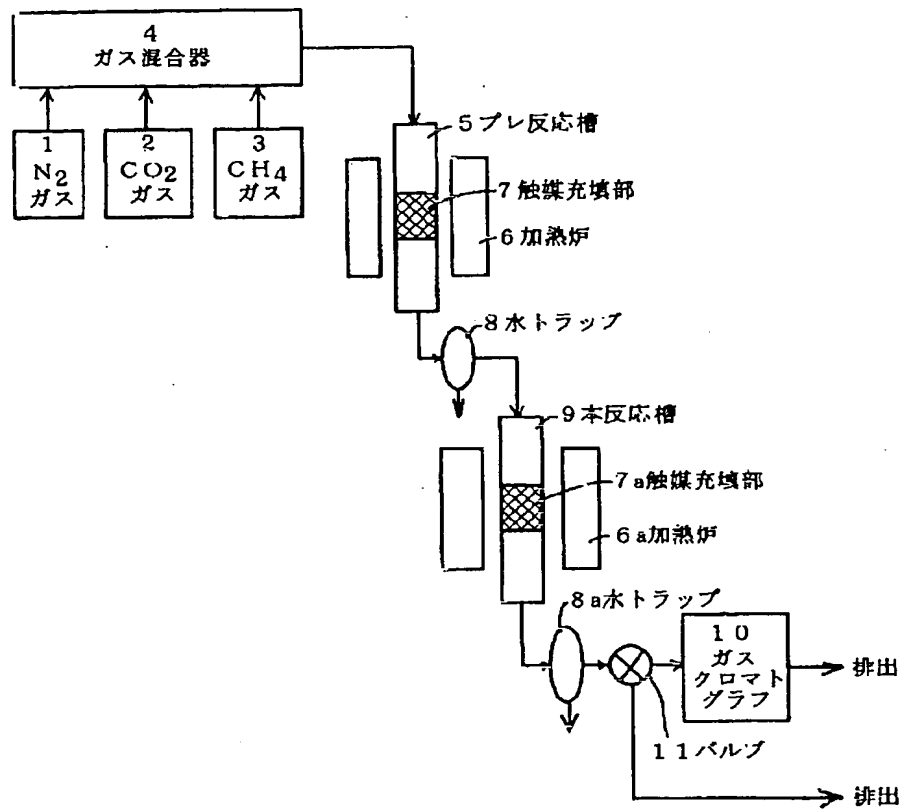 4
ガス混合器
1
N2
ガス
2
CO2
ガス
3
CH4
ガス
5プレ反応槽
7触媒充填部
6加熱炉
8水トラップ
9本反応槽
7a触媒充填部
6a加熱炉
8a水トラップ
10
ガス
クロマト
グラフ
排出
11バルブ
排出